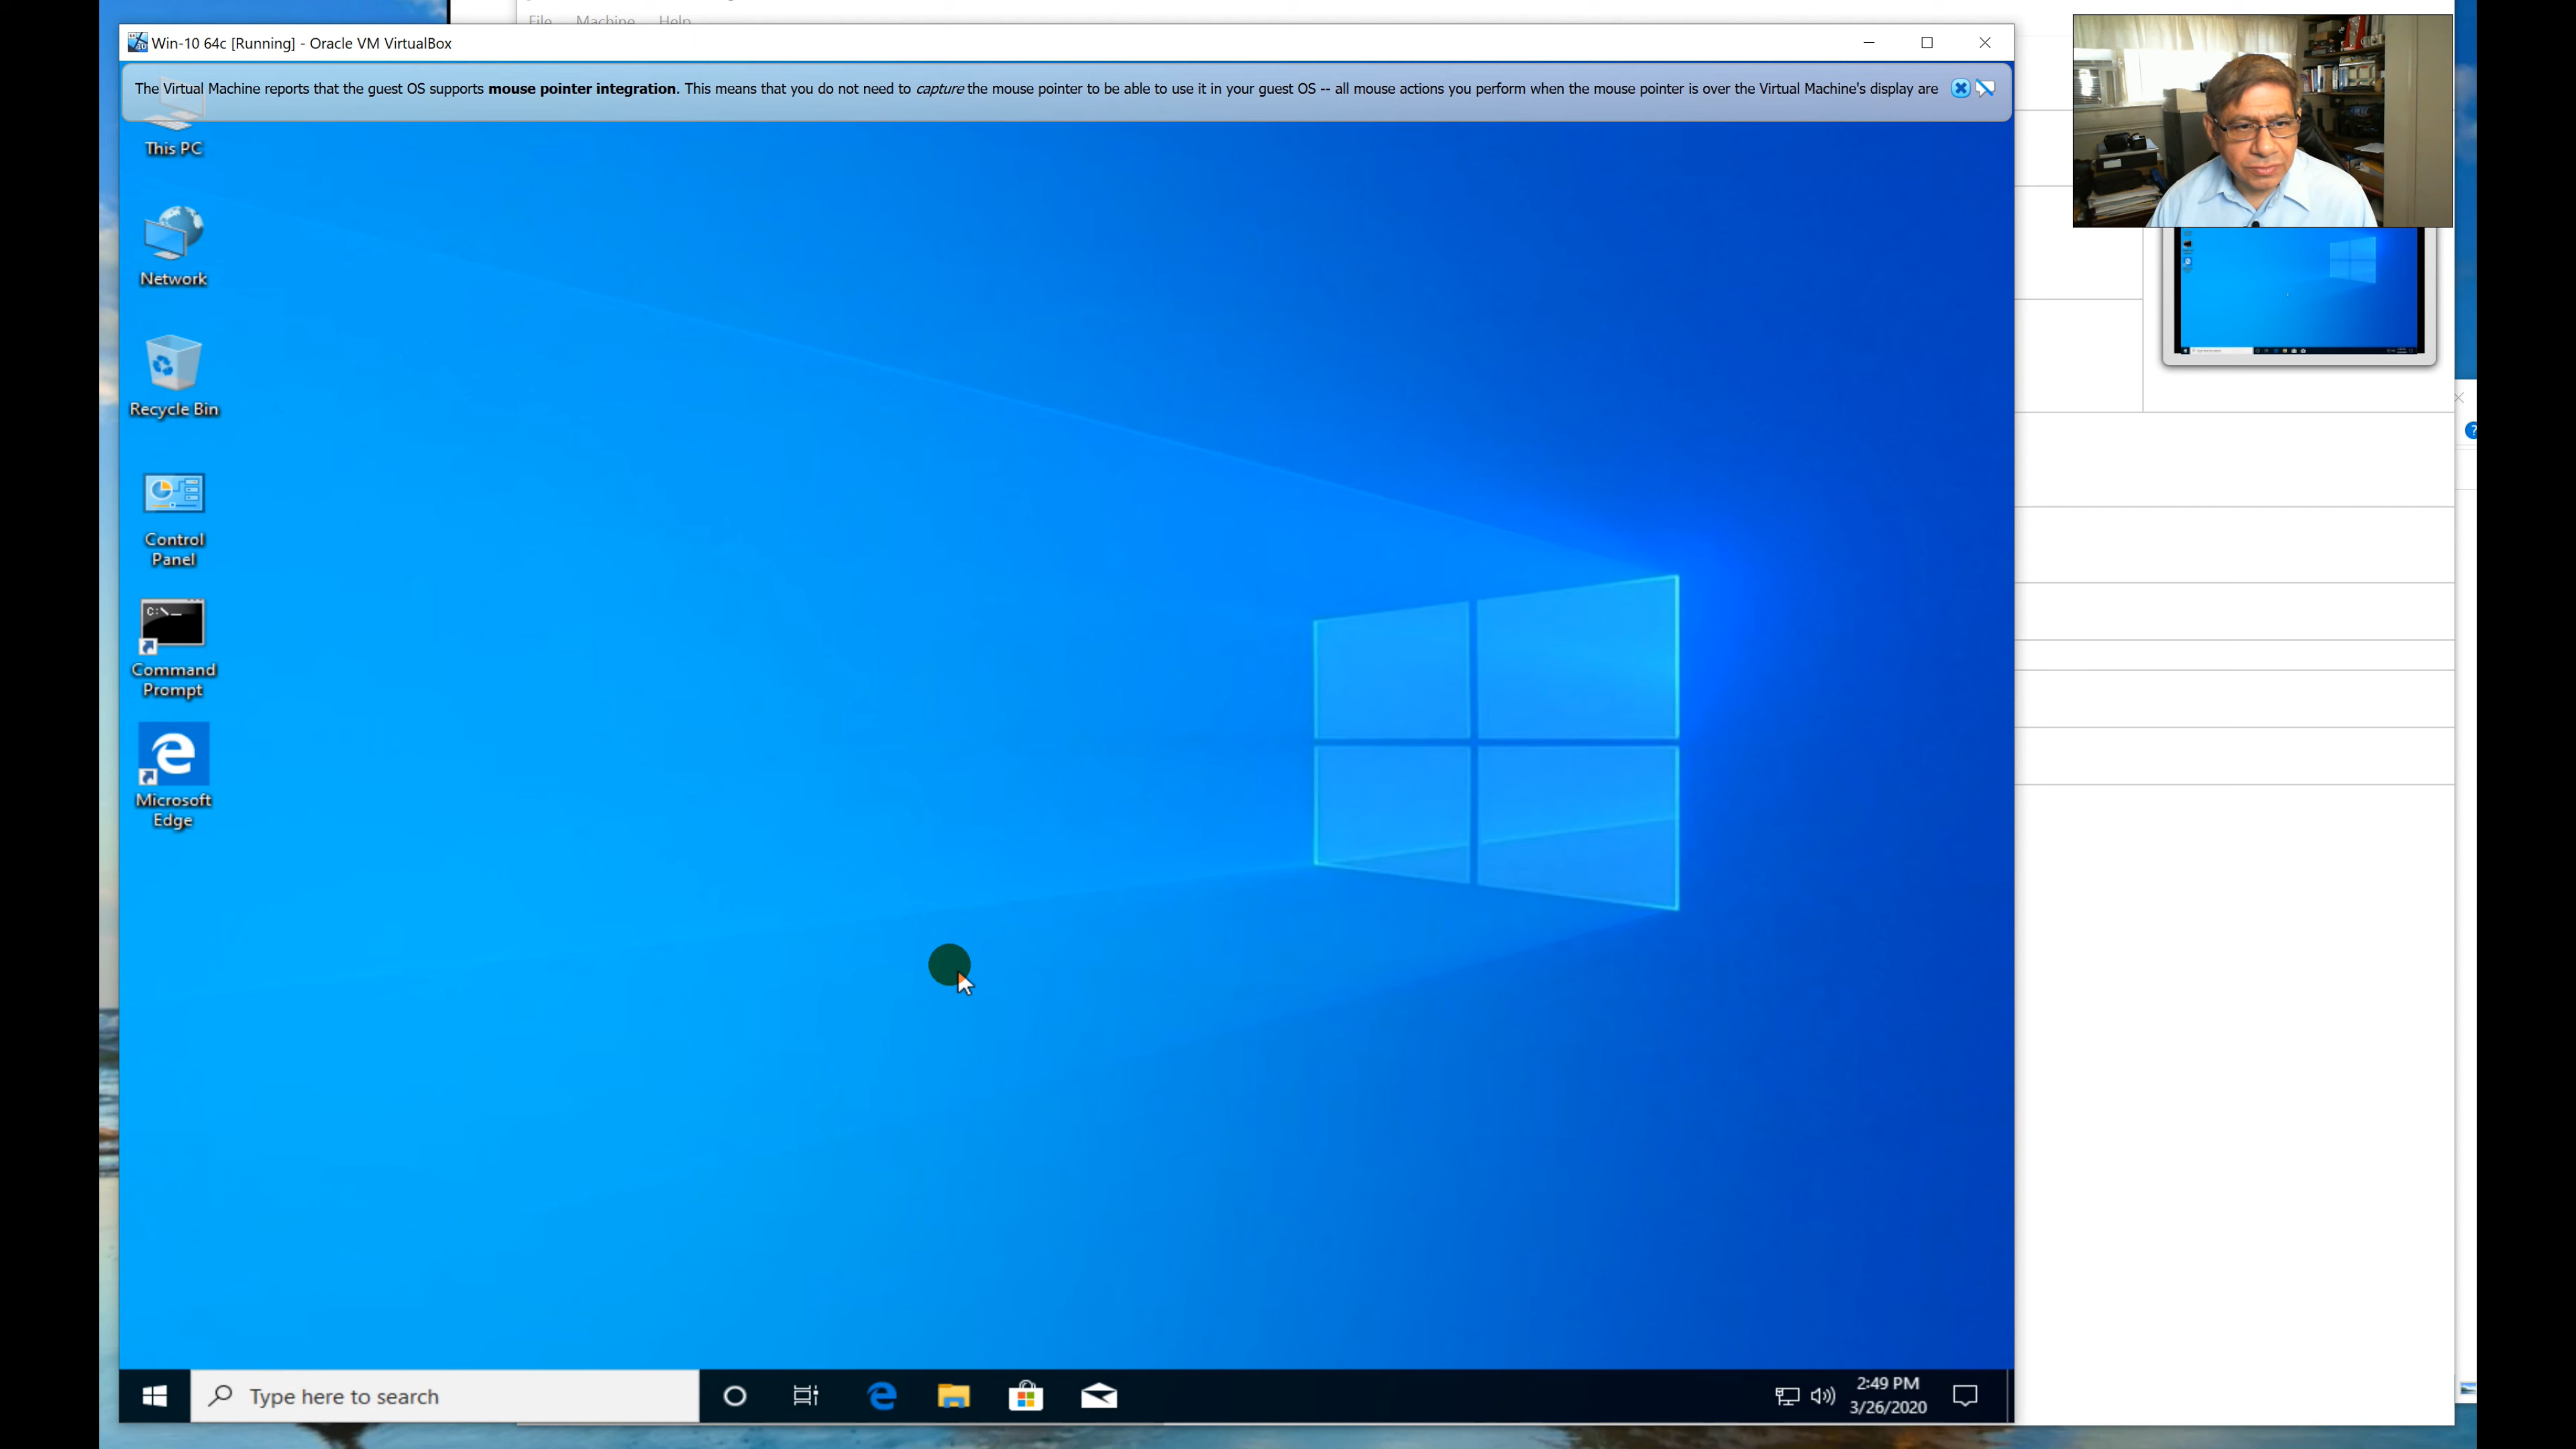 File Machine Help
Win-10 64c [Running] - Oracle VM VirtualBox
The Virtual Machine reports that the guest OS supports mouse pointer integration. This means that you do not need to capture the mouse pointer to be able to use it in your guest OS -- all mouse actions you perform when the mouse pointer is over the Virtual Machine's display are
This PC
Network
Recycle Bin
Control
Panel
C:\_
Command
Prompt
Microsoft
Edge
Type here to search
2:49 PM
3/26/2020